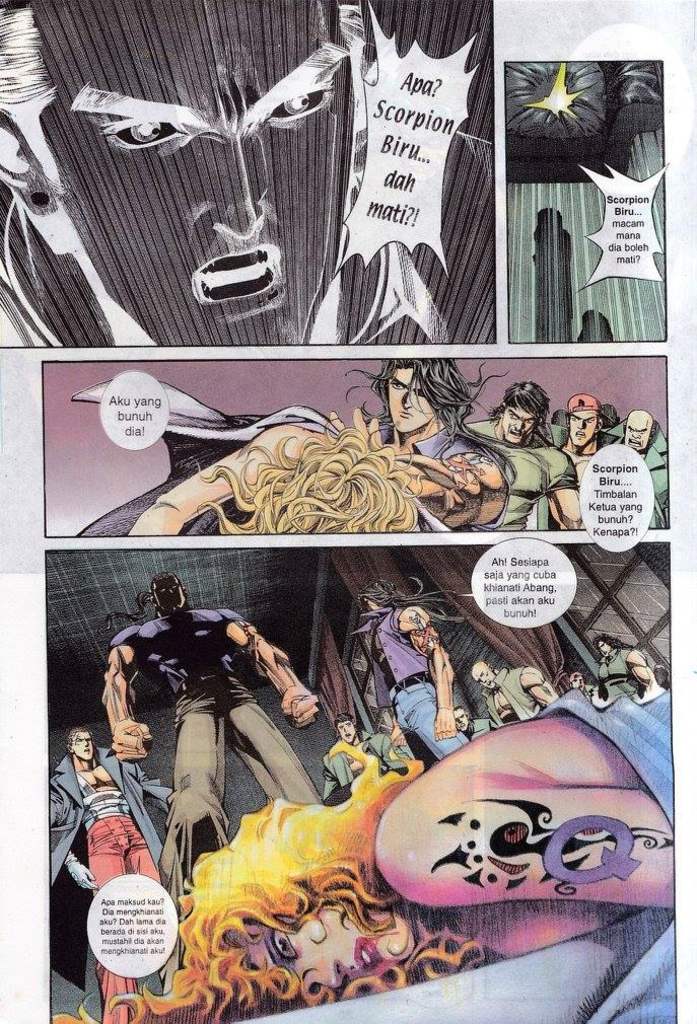 Apa?
Scorpion
Biru...
dah
mati?!
Scorpion
Biru...
macam
mana
dia boleh
mati?
Aku yang
bunuh
dia!
Scorpion
Biru....
Timbalan
Ketua yang
bunuh?
Kenapa?!
Ah! Sesiapa
saja yang cuba
khianati Abang,
pasti akan aku
bunuh!
Apa maksud kau?
Dia mengkhianati
aku? Dah lama dia
berada di sisi aku,
mustahil dia akan
mengkhianati aku!
Q